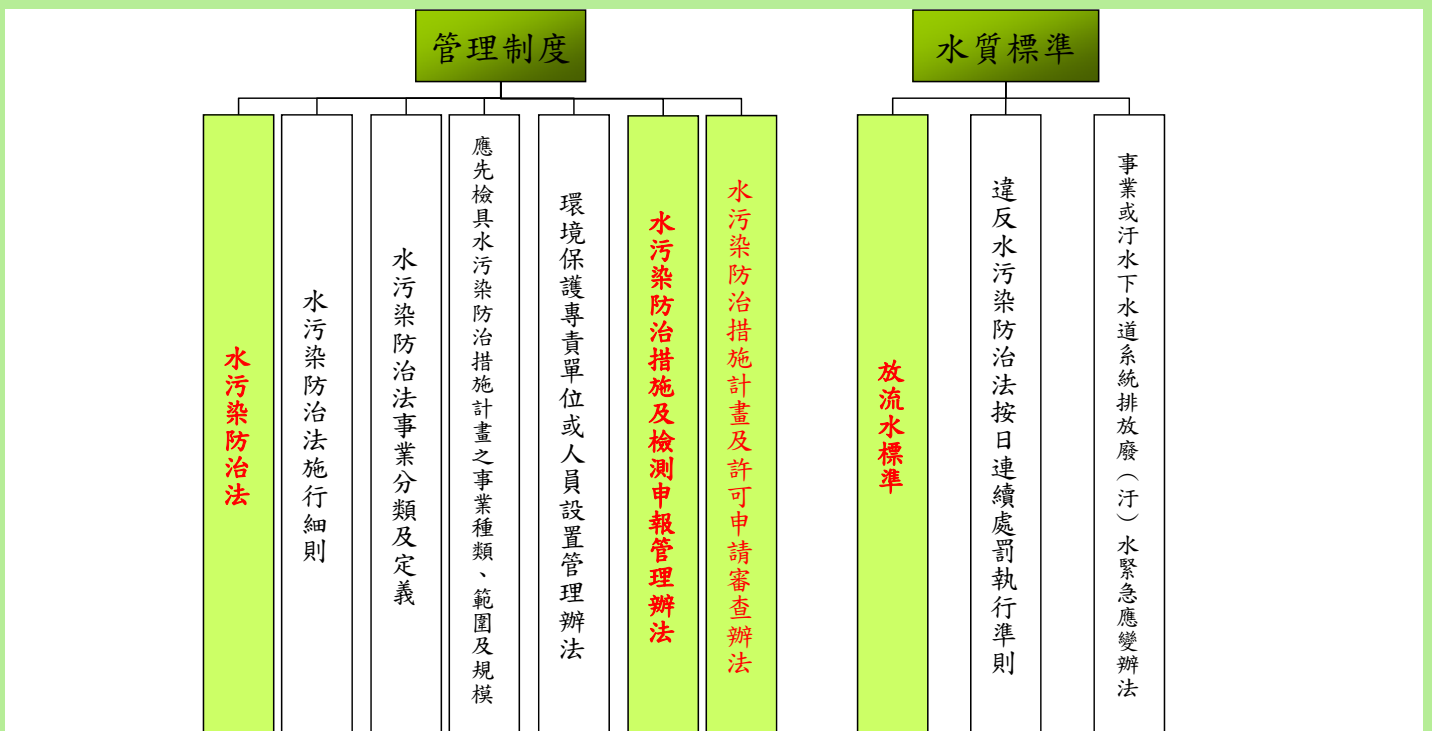 管理制度
水污染防治法
水污染防治法施行細則
水污染防治法事業分類及定義
應先檢具水污染防治措施計畫之事業種類、範圍及規模
環境保護專責單位或人員設置管理辦法
水污染防治措施及檢測申報管理辦法
水污染防治措施計畫及許可申請審查辦法
水質標準
放流水標準
違反水污染防治法按日連續處罰執行準則
事業或汙水下水道系統排放廢（汙）水緊急應變辦法